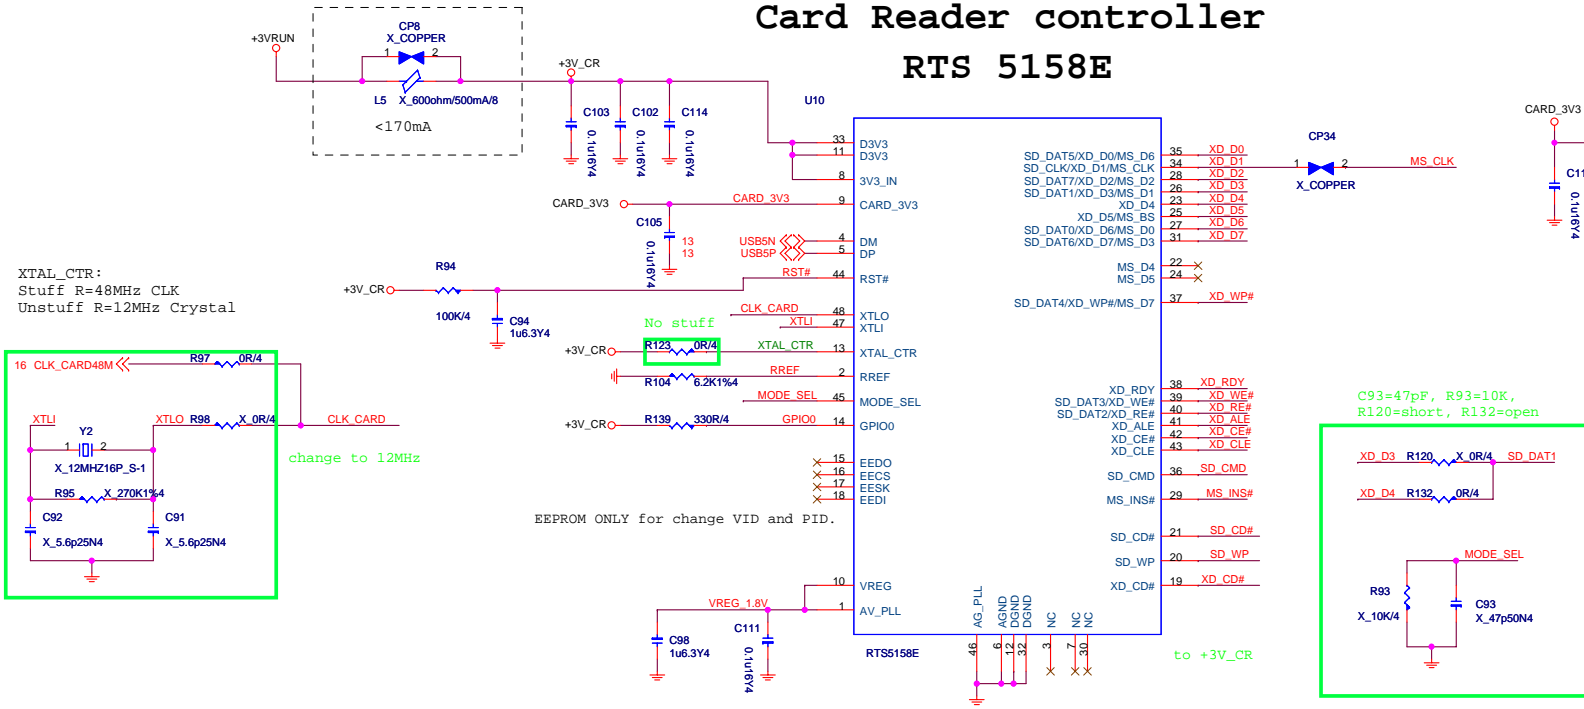 Card Reader controller
RTS 5158E
+3VRUN
CP8
X_COPPER
1 2
L5 X_600ohm/500mA/8
<170mA
+3V_CR
C103
0.1u16Y4
C102
0.1u16Y4
C114
0.1u16Y4
U10
CARD_3V3
CARD_3V3
C105
0.1u16Y4
13 USB5N
13 USB5P
XTAL_CTR:
Stuff R=48MHz CLK
Unstuff R=12MHz Crystal
+3V_CR
R94
100K/4
C94
1u6.3Y4
RST#
CLK_CARD
XTLI
No stuff
+3V_CR
R123 0R/4
XTAL_CTR
R104 6.2K1%4
RREF
MODE_SEL
+3V_CR
R139 330R/4
GPIO0
16 CLK_CARD48M
R97 0R/4
XTLI
XTLO R98 X_0R/4
CLK_CARD
Y2
1 2
X_12MHZ16P_S-1
R95 X_270K1%4
C92
X_5.6p25N4
C91
X_5.6p25N4
change to 12MHz
EEPROM ONLY for change VID and PID.
VREG_1.8V
C98
1u6.3Y4
C111
0.1u16Y4
33 D3V3
11 D3V3
8 3V3_IN
9 CARD_3V3
4 DM
5 DP
44 RST#
48 XTLO
47 XTLI
13 XTAL_CTR
2 RREF
45 MODE_SEL
14 GPIO0
15 EEDO
16 EECS
17 EESK
18 EEDI
10 VREG
1 AV_PLL
RTS5158E
AG_PLL 46
AGND 6
DGND 12
DGND 32
NC 3
NC 7
NC 30
SD_DAT5/XD_D0/MS_D6 35 XD_D0
SD_CLK/XD_D1/MS_CLK 34 XD_D1
SD_DAT7/XD_D2/MS_D2 28 XD_D2
SD_DAT1/XD_D3/MS_D1 26 XD_D3
XD_D4 23 XD_D4
XD_D5/MS_BS 25 XD_D5
SD_DAT0/XD_D6/MS_D0 27 XD_D6
SD_DAT6/XD_D7/MS_D3 31 XD_D7
MS_D4 22
MS_D5 24
SD_DAT4/XD_WP#/MS_D7 37 XD_WP#
XD_RDY 38 XD_RDY
SD_DAT3/XD_WE# 39 XD_WE#
SD_DAT2/XD_RE# 40 XD_RE#
XD_ALE 41 XD_ALE
XD_CE# 42 XD_CE#
XD_CLE 43 XD_CLE
SD_CMD 36 SD_CMD
MS_INS# 29 MS_INS#
SD_CD# 21 SD_CD#
SD_WP 20 SD_WP
XD_CD# 19 XD_CD#
to +3V_CR
CP34
1 2
X_COPPER
MS_CLK
CARD_3V3
C11
0.1u16Y4
C93=47pF, R93=10K,
R120=short, R132=open
XD_D3 R120 X_0R/4 SD_DAT1
XD_D4 R132 0R/4
MODE_SEL
R93
X_10K/4
C93
X_47p50N4